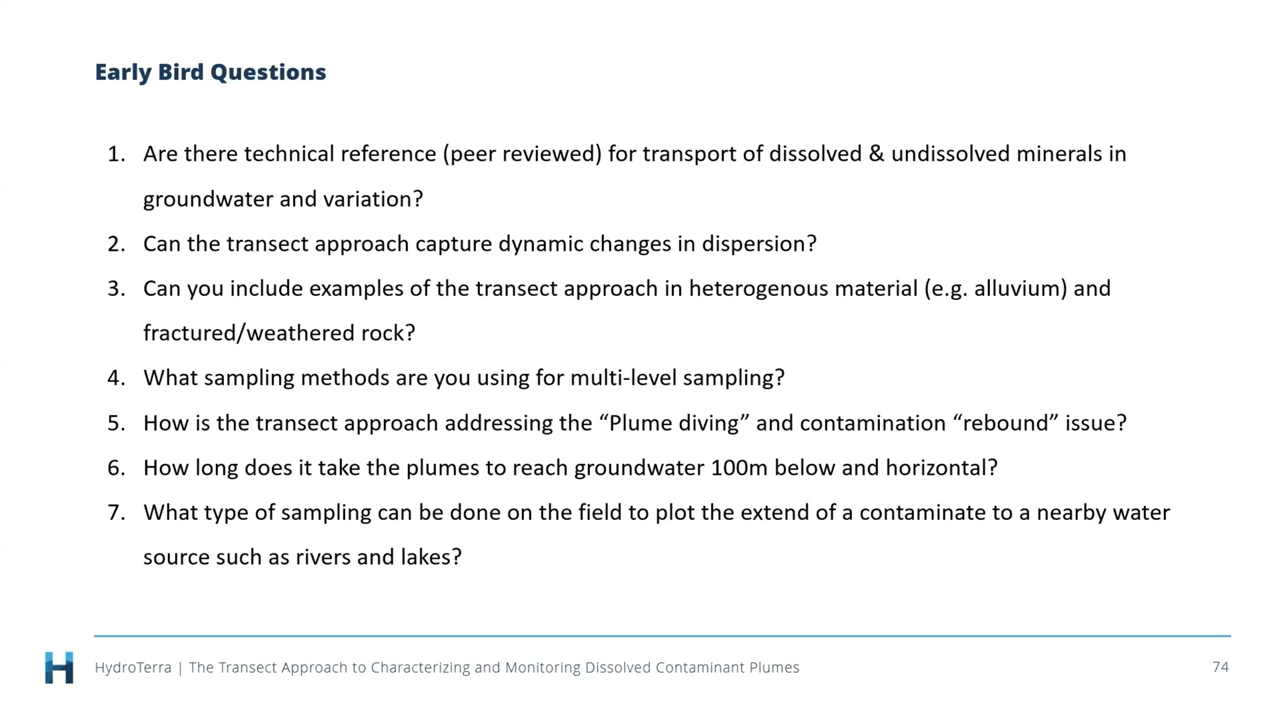 Early Bird Questions
1. Are there technical reference (peer reviewed) for transport of dissolved & undissolved minerals in
groundwater and variation?
2. Can the transect approach capture dynamic changes in dispersion?
3. Can you include examples of the transect approach in heterogenous material (e.g. alluvium) and
fractured/weathered rock?
4. What sampling methods are you using for multi-level sampling?
5. How is the transect approach addressing the “Plume diving” and contamination “rebound” issue?
6. How long does it take the plumes to reach groundwater 100m below and horizontal?
7. What type of sampling can be done on the field to plot the extend of a contaminate to a nearby water
source such as rivers and lakes?
HydroTerra | The Transect Approach to Characterizing and Monitoring Dissolved Contaminant Plumes
74